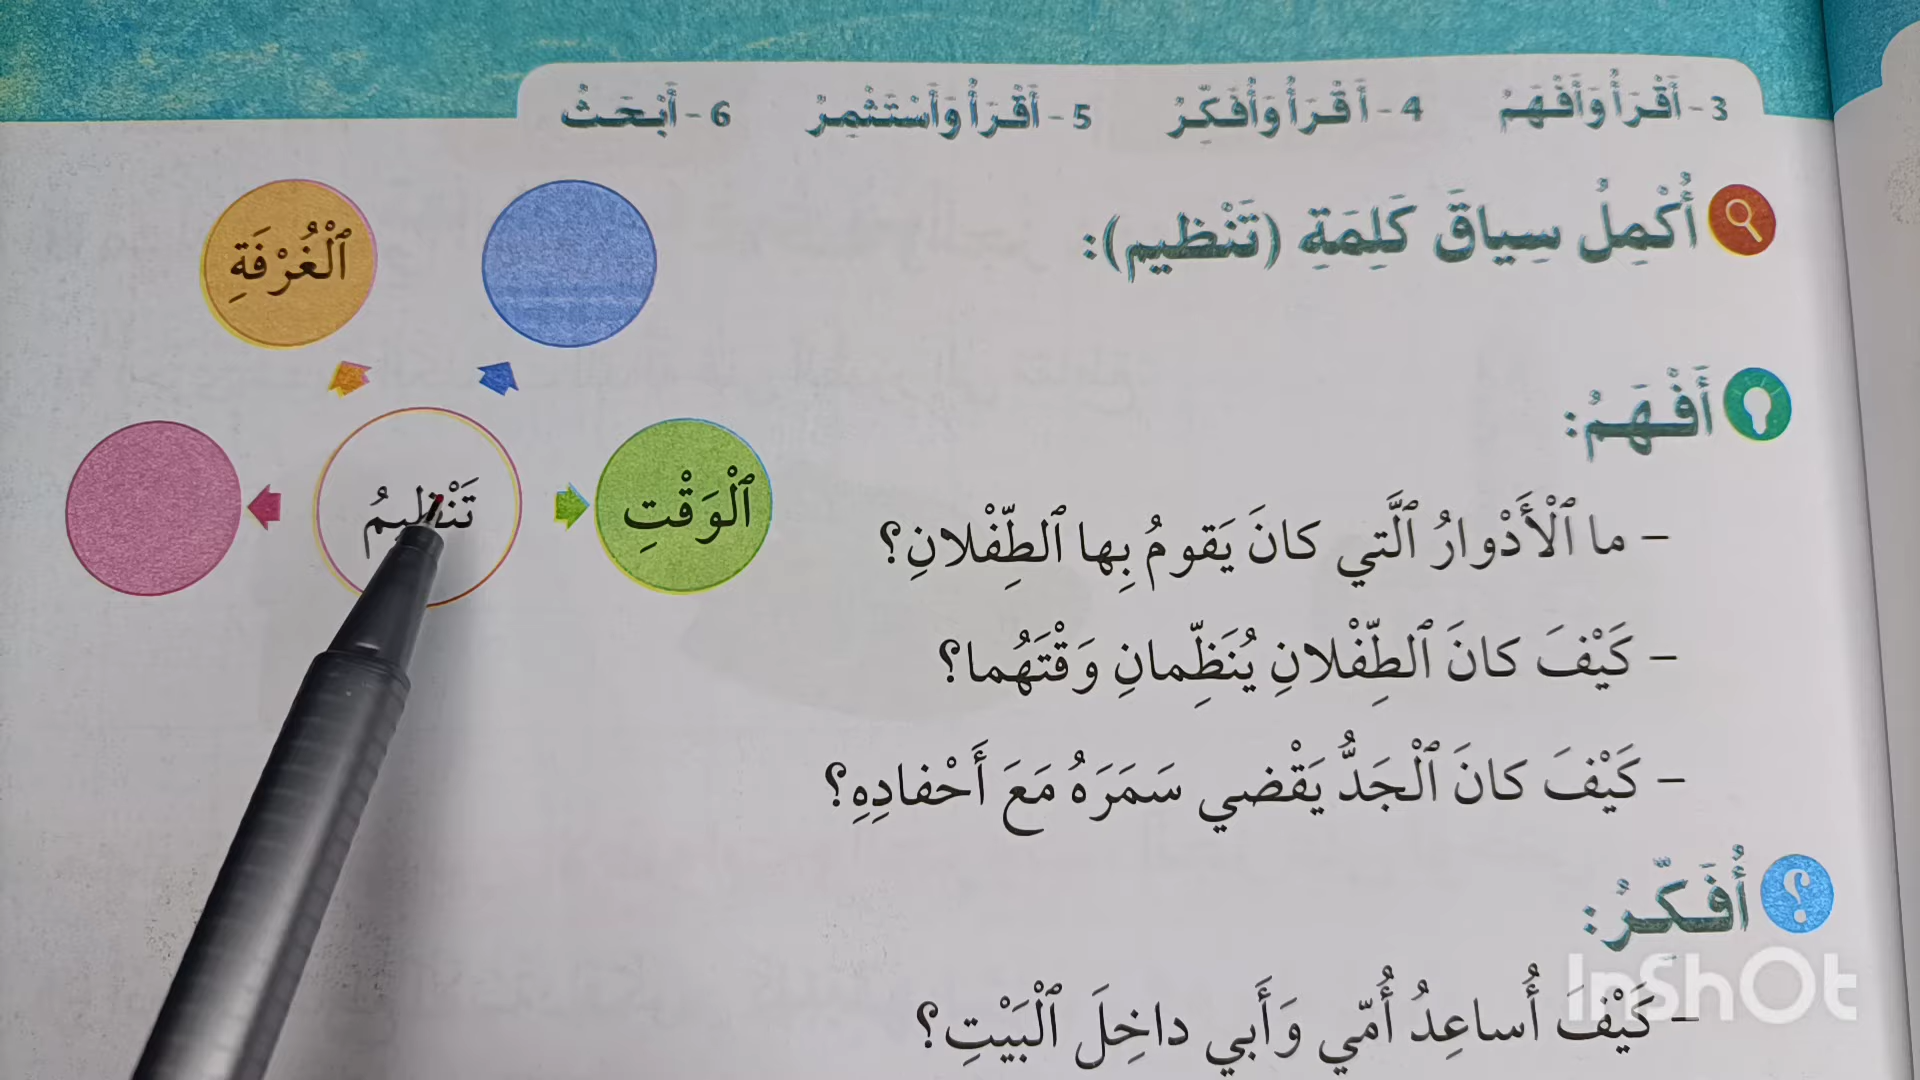 3 - أَقْرَأُ وَأَفْهَمُ 4 - أَقْرَأُ وَأُفَكِّرُ 5 - أَقْرَأُ وَأَسْتَثْمِرُ 6 - أَبْحَثُ
أُكْمِلُ سِياقَ كَلِمَةِ (تَنْظيم):
ٱلْغُرْفَةِ
تَنْظيمُ
ٱلْوَقْتِ
أَفْهَمُ:
– ما ٱلْأَدْوارُ ٱلَّتي كانَ يَقومُ بِها ٱلطِّفْلانِ؟
– كَيْفَ كانَ ٱلطِّفْلانِ يُنَظِّمانِ وَقْتَهُما؟
– كَيْفَ كانَ ٱلْجَدُّ يَقْضي سَمَرَهُ مَعَ أَحْفادِهِ؟
أُفَكِّرُ:
– كَيْفَ أُساعِدُ أُمّي وَأَبي داخِلَ ٱلْبَيْتِ؟
InShOt